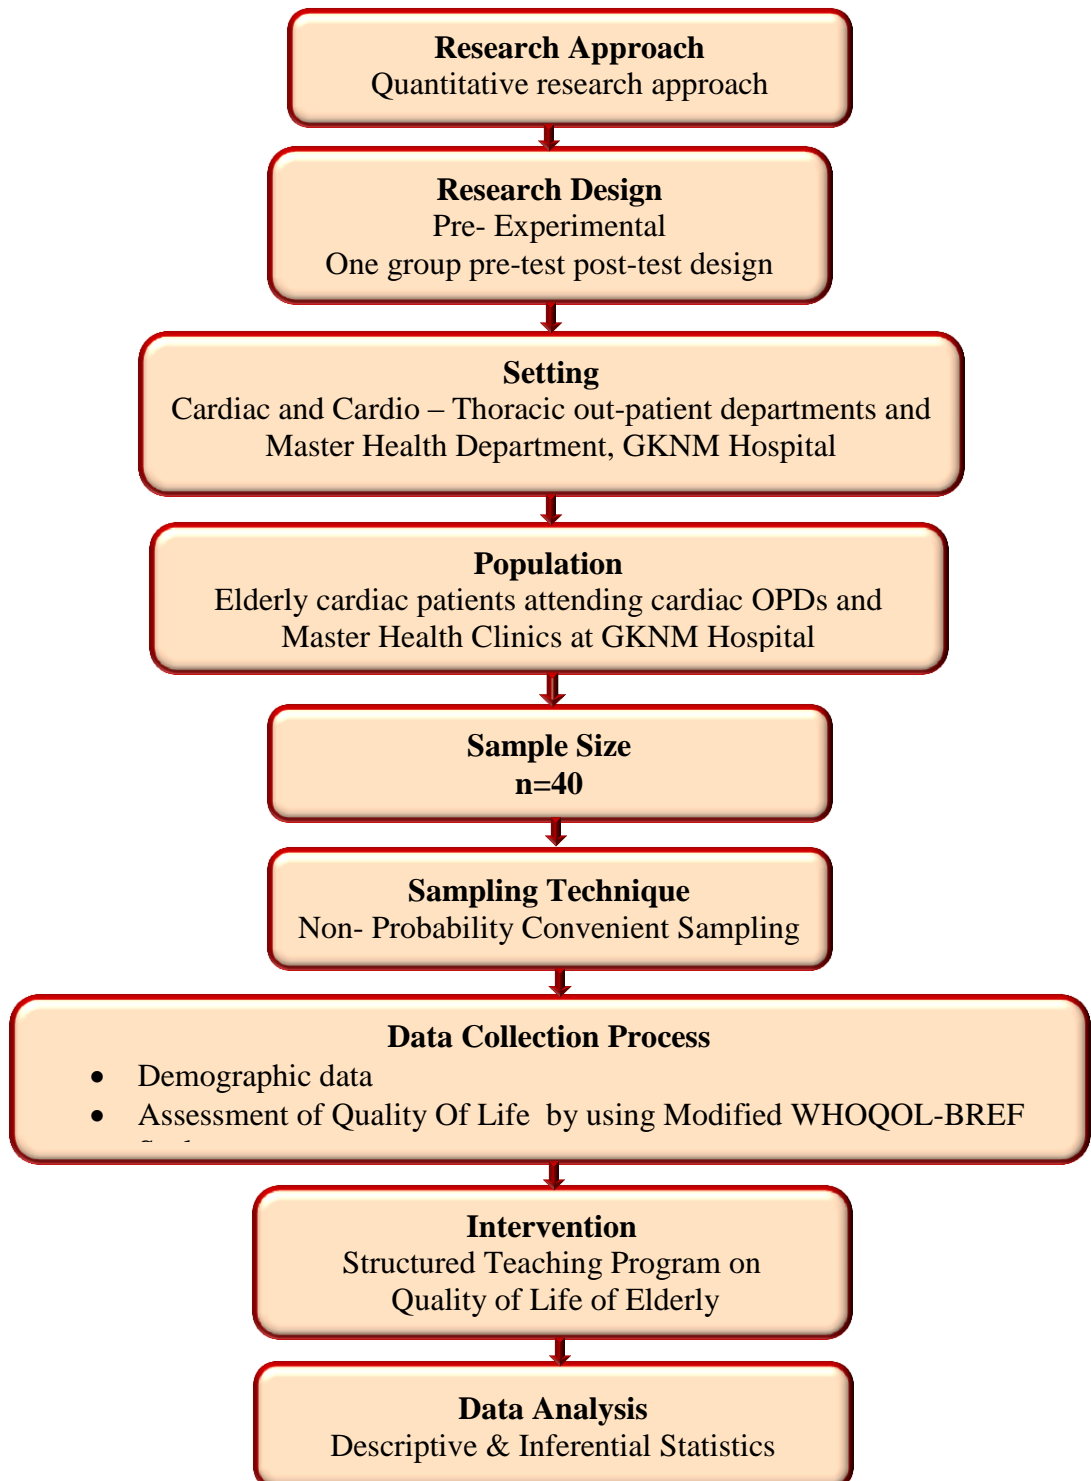 Research Approach
Quantitative research approach
Research Design
Pre- Experimental
One group pre-test post-test design
Setting
Cardiac and Cardio – Thoracic out-patient departments and
Master Health Department, GKNM Hospital
Population
Elderly cardiac patients attending cardiac OPDs and
Master Health Clinics at GKNM Hospital
Sample Size
n=40
Sampling Technique
Non- Probability Convenient Sampling
Data Collection Process
• Demographic data
• Assessment of Quality Of Life by using Modified WHOQOL-BREF
Intervention
Structured Teaching Program on
Quality of Life of Elderly
Data Analysis
Descriptive & Inferential Statistics